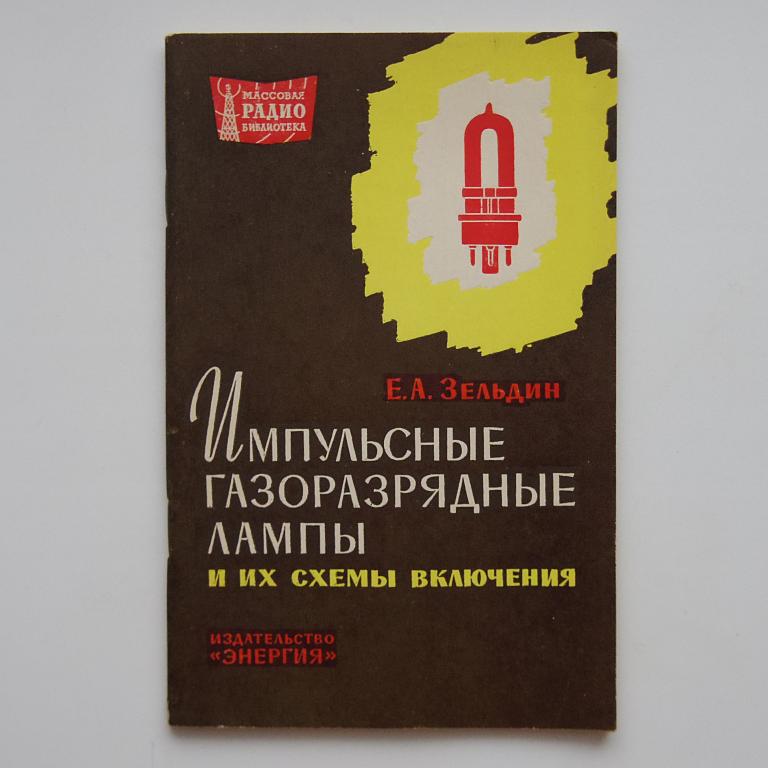 МАССОВАЯ
РАДИО
БИБЛИОТЕКА
Е.А. ЗЕЛЬДИН
ИМПУЛЬСНЫЕ
ГАЗОРАЗРЯДНЫЕ
ЛАМПЫ
И ИХ СХЕМЫ ВКЛЮЧЕНИЯ
ИЗДАТЕЛЬСТВО
«ЭНЕРГИЯ»